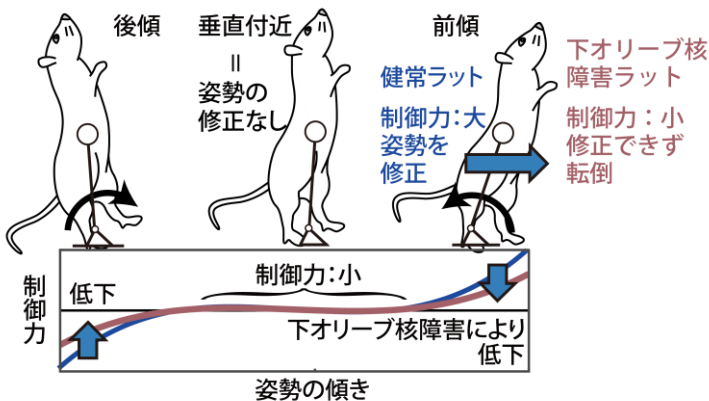 後傾
垂直付近
=
姿勢の
修正なし
前傾
健常ラット
制御力：大
姿勢を
修正
下オリーブ核
障害ラット
制御力：小
修正できず
転倒
制御力
低下
制御力：小
下オリーブ核障害により
低下
姿勢の傾き